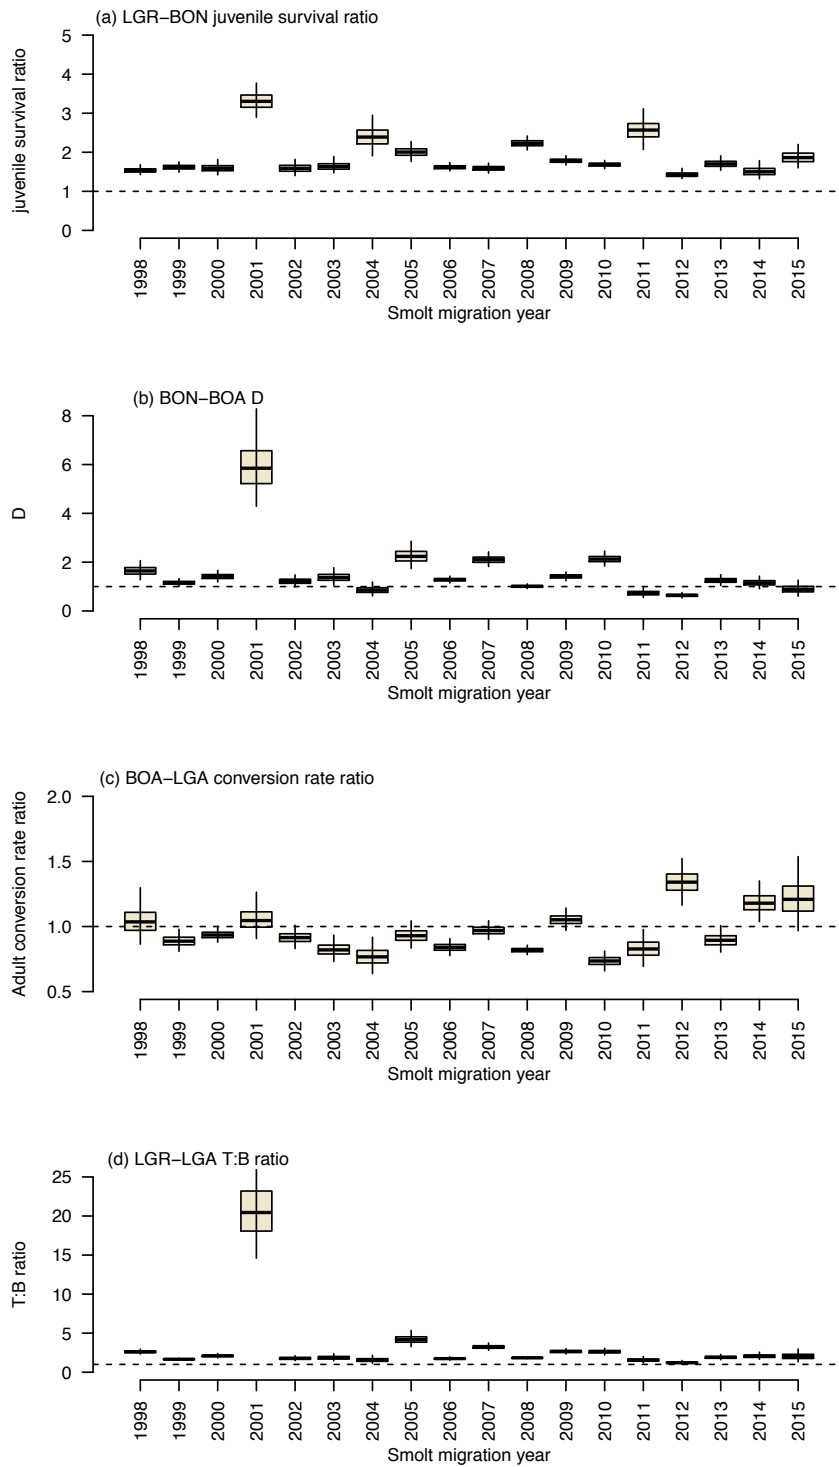 (a) LGR−BON juvenile survival ratio
juvenile survival ratio
5
4
3
2
1
0
1998 1999 2000 2001 2002 2003 2004 2005 2006 2007 2008 2009 2010 2011 2012 2013 2014 2015
Smolt migration year
(b) BON−BOA D
D
8
6
4
2
0
1998 1999 2000 2001 2002 2003 2004 2005 2006 2007 2008 2009 2010 2011 2012 2013 2014 2015
Smolt migration year
(c) BOA−LGA conversion rate ratio
Adult conversion rate ratio
2.0
1.5
1.0
0.5
1998 1999 2000 2001 2002 2003 2004 2005 2006 2007 2008 2009 2010 2011 2012 2013 2014 2015
Smolt migration year
(d) LGR−LGA T:B ratio
T:B ratio
25
20
15
10
5
0
1998 1999 2000 2001 2002 2003 2004 2005 2006 2007 2008 2009 2010 2011 2012 2013 2014 2015
Smolt migration year